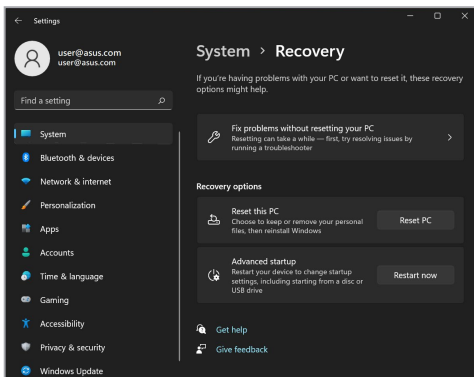 Settings
user@asus.com
user@asus.com
Find a setting
System
Bluetooth & devices
Network & internet
Personalization
Apps
Accounts
Time & language
Gaming
Accessibility
Privacy & security
Windows Update
System > Recovery
If you're having problems with your PC or want to reset it, these recovery
options might help.
Fix problems without resetting your PC
Resetting can take a while — first, try resolving issues by
running a troubleshooter
Recovery options
Reset this PC
Choose to keep or remove your personal
files, then reinstall Windows
Reset PC
Advanced startup
Restart your device to change startup
settings, including starting from a disc or
USB drive
Restart now
Get help
Give feedback